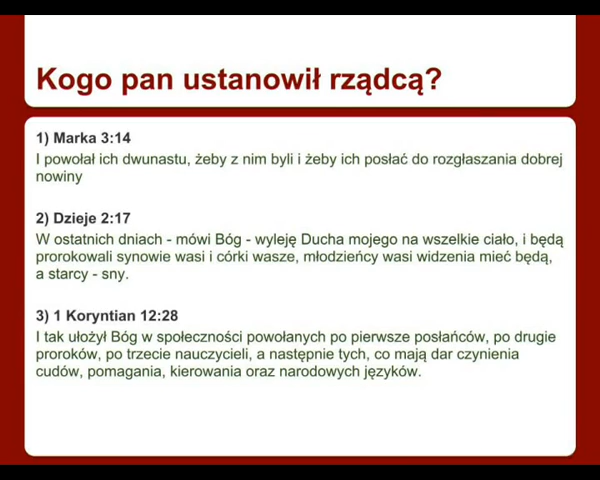 Kogo pan ustanowił rządcą?
1) Marka 3:14
I powołał ich dwunastu, żeby z nim byli i żeby ich posłać do rozgłaszania dobrej
nowiny
2) Dzieje 2:17
W ostatnich dniach - mówi Bóg - wyleję Ducha mojego na wszelkie ciało, i będą
prorokowali synowie wasi i córki wasze, młodzieńcy wasi widzenia mieć będą,
a starcy - sny.
3) 1 Koryntian 12:28
I tak ułożył Bóg w społeczności powołanych po pierwsze posłańców, po drugie
proroków, po trzecie nauczycieli, a następnie tych, co mają dar czynienia
cudów, pomagania, kierowania oraz narodowych języków.